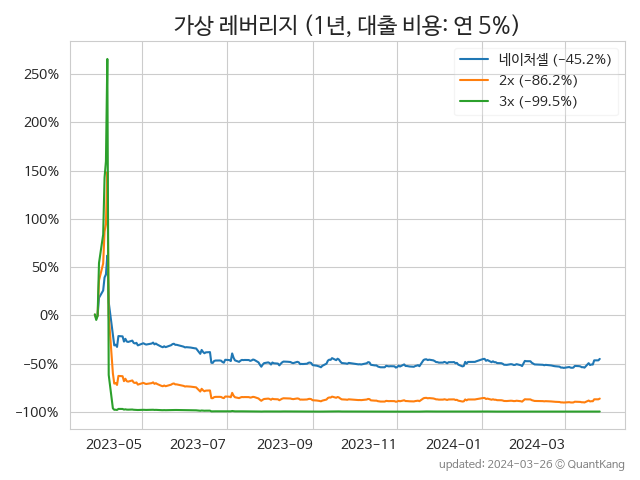 가상 레버리지 (1년, 대출 비용: 연 5%)
네이처셀 (−45.2%)
2x (−86.2%)
3x (−99.5%)
250%
200%
150%
100%
50%
0%
−50%
−100%
2023-05
2023-07
2023-09
2023-11
2024-01
2024-03
updated: 2024-03-26 © QuantKang